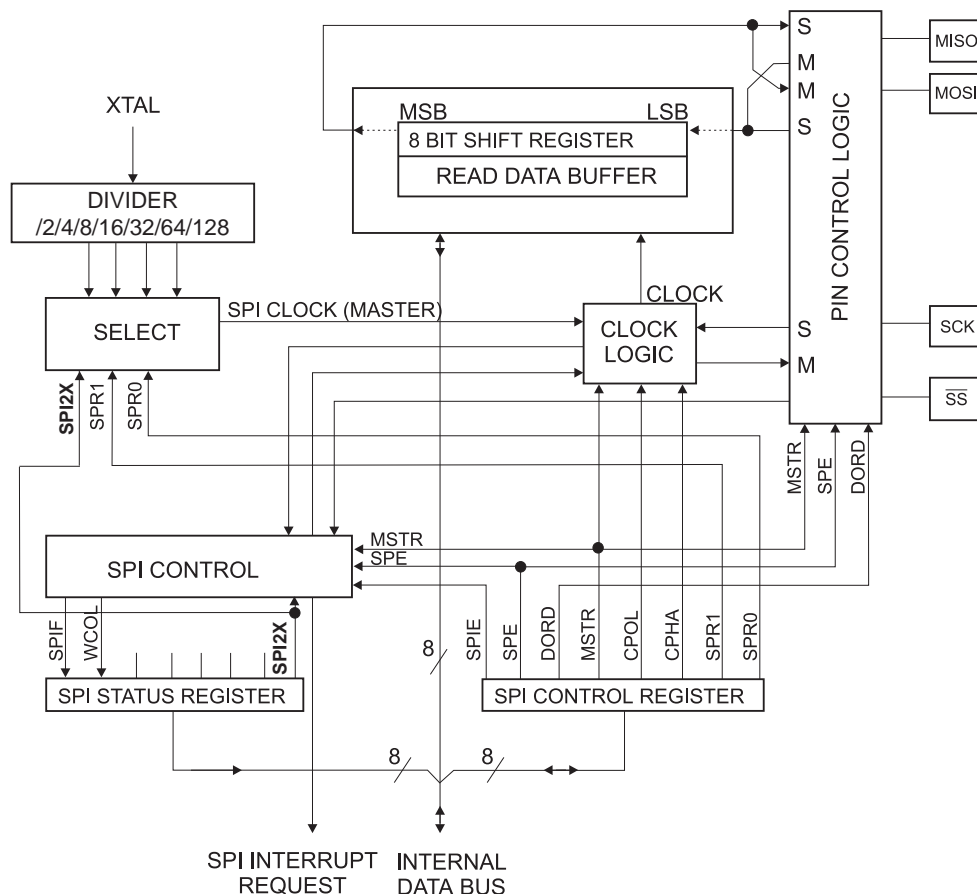 S
MISO
M
MOSI
M
S
XTAL
MSB
LSB
8 BIT SHIFT REGISTER
READ DATA BUFFER
DIVIDER
/2/4/8/16/32/64/128
PIN CONTROL LOGIC
SPI CLOCK (MASTER)
CLOCK
SELECT
CLOCK
LOGIC
S
SCK
M
SS
SPI2X
SPR1
SPR0
MSTR
SPE
DORD
MSTR
SPE
SPI CONTROL
SPIF
WCOL
SPI2X
SPIE
SPE
DORD
MSTR
CPOL
CPHA
SPR1
SPR0
8
SPI STATUS REGISTER
SPI CONTROL REGISTER
8
8
SPI INTERRUPT
REQUEST
INTERNAL
DATA BUS